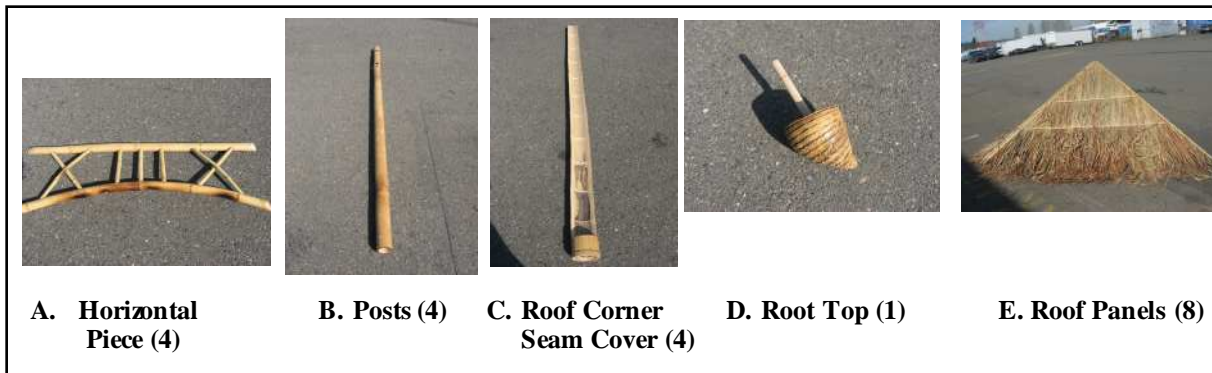 A. Horizontal Piece (4)
B. Posts (4)
C. Roof Corner Seam Cover (4)
D. Root Top (1)
E. Roof Panels (8)